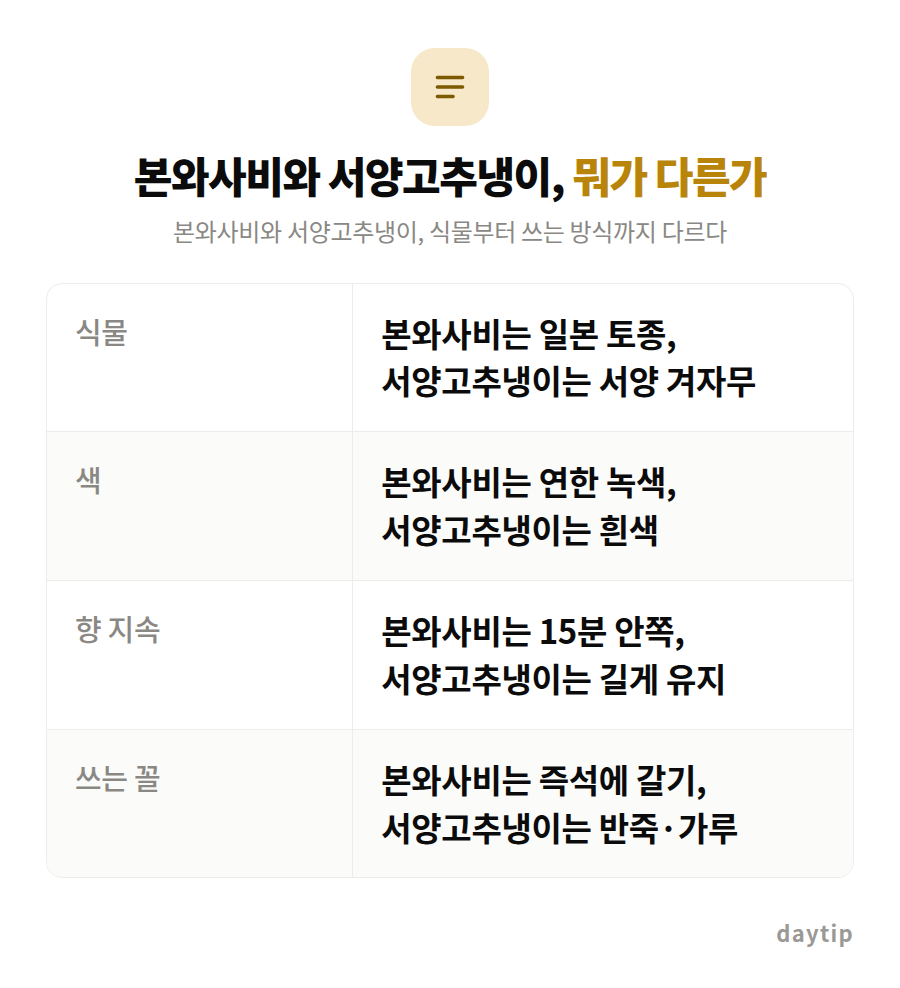 본와사비와 서양고추냉이, 뭐가 다른가
본와사비와 서양고추냉이, 식물부터 쓰는 방식까지 다르다
식물
본와사비는 일본 토종,
서양고추냉이는 서양 겨자무
색
본와사비는 연한 녹색,
서양고추냉이는 흰색
향 지속
본와사비는 15분 안쪽,
서양고추냉이는 길게 유지
쓰는 꼴
본와사비는 즉석에 갈기,
서양고추냉이는 반죽·가루
daytip